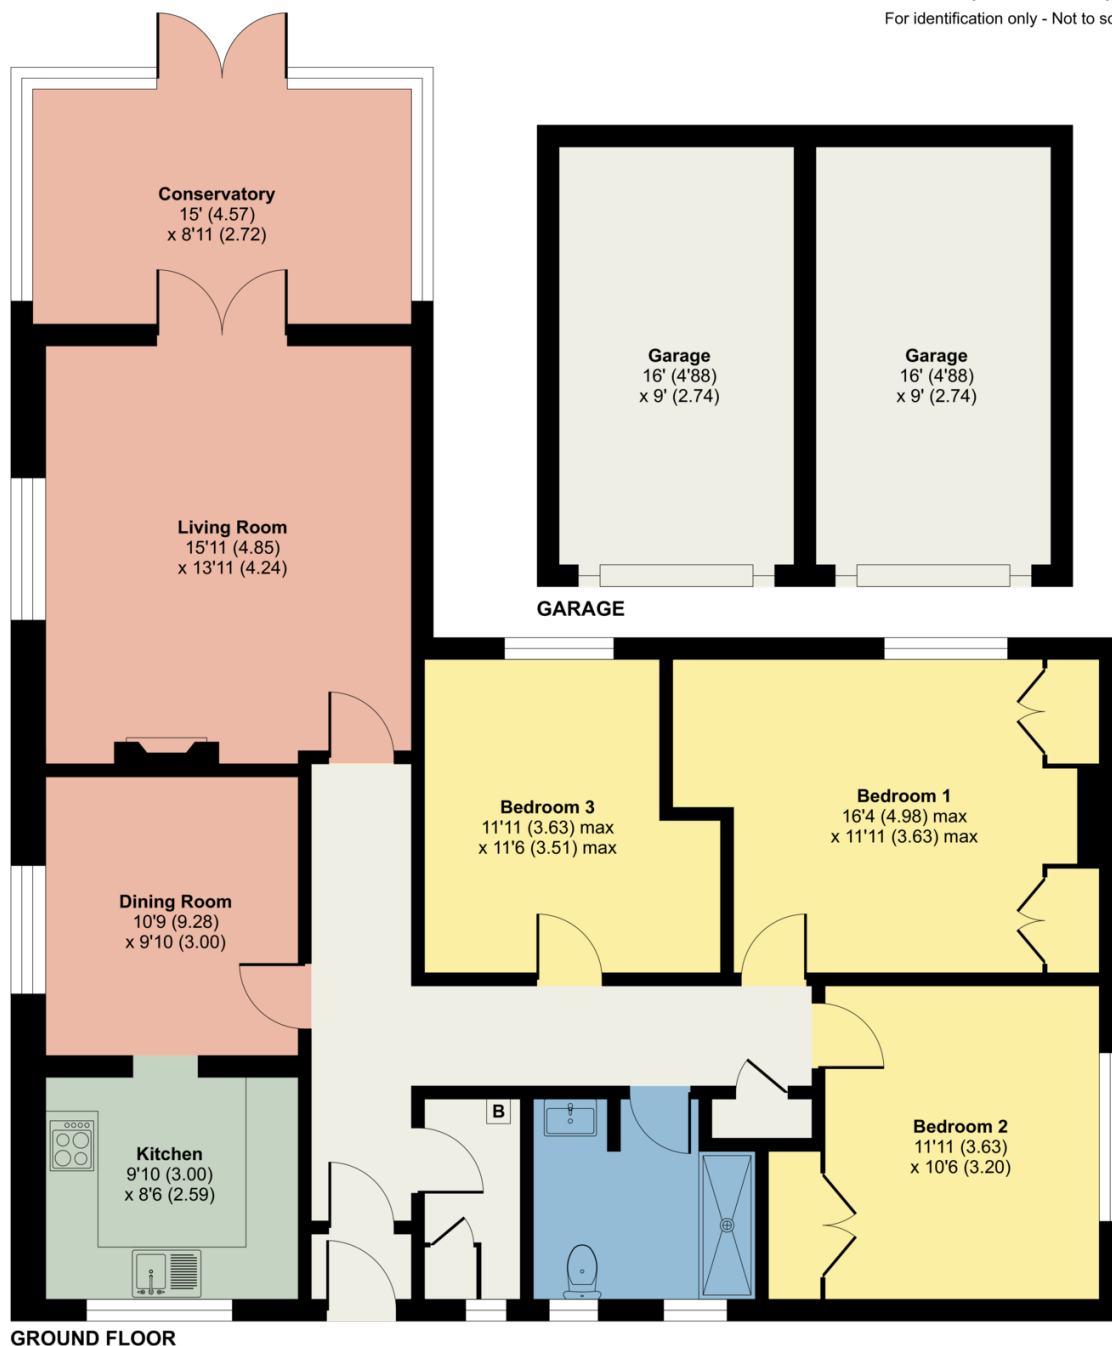 For identification only - Not to sc
Conservatory
15' (4.57)
x 8'11 (2.72)
Garage
16' (4'88)
x 9' (2.74)
Garage
16' (4'88)
x 9' (2.74)
Living Room
15'11 (4.85)
x 13'11 (4.24)
GARAGE
Bedroom 3
11'11 (3.63) max
x 11'6 (3.51) max
Bedroom 1
16'4 (4.98) max
x 11'11 (3.63) max
Dining Room
10'9 (9.28)
x 9'10 (3.00)
B
Kitchen
9'10 (3.00)
x 8'6 (2.59)
Bedroom 2
11'11 (3.63)
x 10'6 (3.20)
GROUND FLOOR